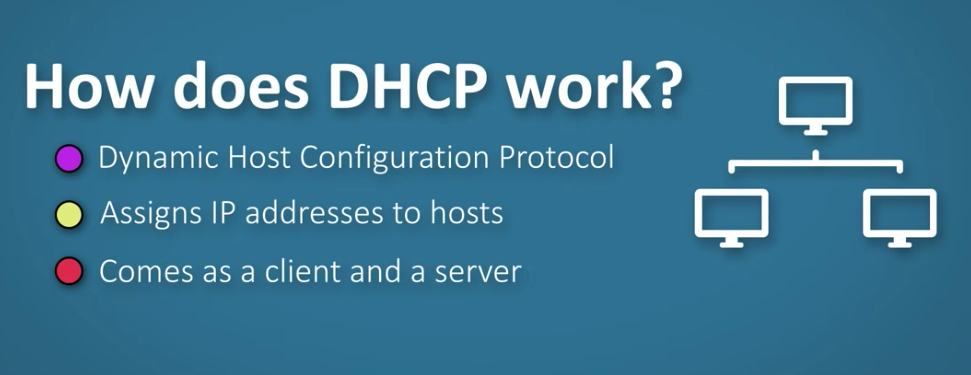 How does DHCP work?
Dynamic Host Configuration Protocol
Assigns IP addresses to hosts
Comes as a client and a server